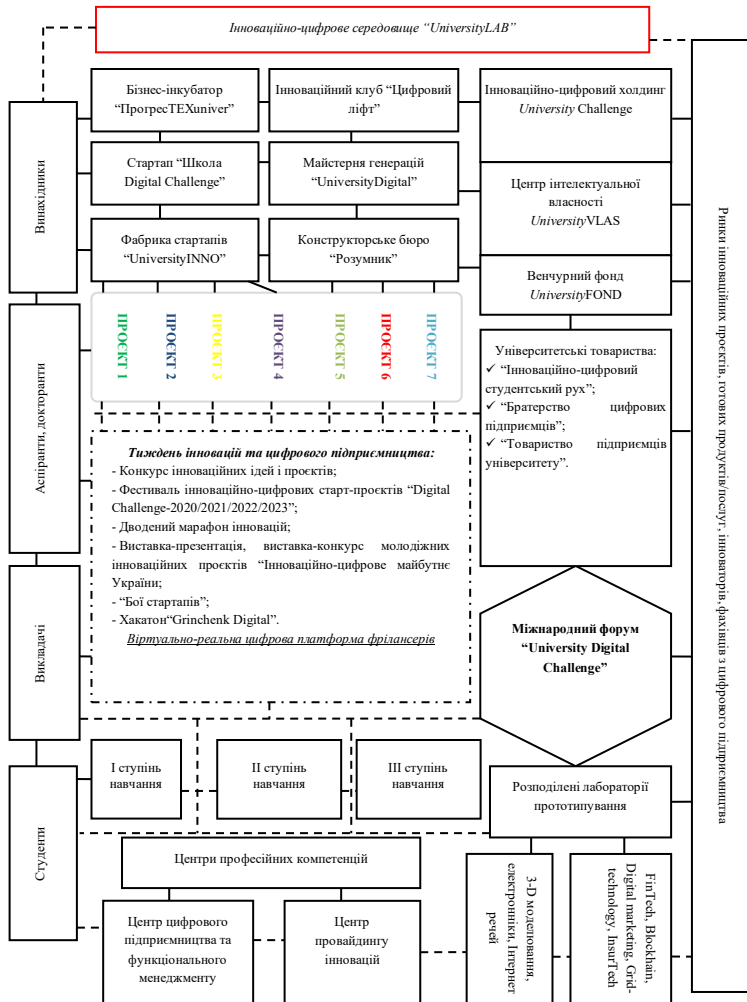 Інноваційно-цифрове середовище “UniversityLAB”
Винахідники
Аспіранти, докторанти
Викладачі
Студенти
Бізнес-інкубатор
“ПрогресТЕХuniver”
Інноваційний клуб “Цифровий
ліфт”
Інноваційно-цифровий холдинг
University Challenge
Стартап “Школа
Digital Challenge”
Майстерня генерацій
“UniversityDigital”
Центр інтелектуальної
власності
UniversityVLAS
Фабрика стартапів
“UniversityINNO”
Конструкторське бюро
“Розумник”
Венчурний фонд
UniversityFOND
ПРОЄКТ 1
ПРОЄКТ 2
ПРОЄКТ 3
ПРОЄКТ 4
ПРОЄКТ 5
ПРОЄКТ 6
ПРОЄКТ 7
Університетські товариства:
✓ “Інноваційно-цифровий
студентський рух”;
✓ “Братерство цифрових
підприємців”;
✓ “Товариство підприємців
університету”.
Тиждень інновацій та цифрового підприємництва:
- Конкурс інноваційних ідей і проєктів;
- Фестиваль інноваційно-цифрових старт-проєктів “Digital
Challenge-2020/2021/2022/2023”;
- Дводений марафон інновацій;
- Виставка-презентація, виставка-конкурс молодіжних
інноваційних проєктів “Інноваційно-цифрове майбутнє
України;
- “Бої стартапів”;
- Хакатон“Grinchenk Digital”.
Віртуально-реальна цифрова платформа фрілансерів
Міжнародний форум
“University Digital
Challenge”
І ступінь
навчання
ІІ ступінь
навчання
ІІІ ступінь
навчання
Розподілені лабораторії
прототипування
Центри професійних компетенцій
Центр цифрового
підприємництва та
функціонального
менеджменту
Центр
провайдингу
інновацій
3-D моделювання,
електроніки, Інтернет
речей
FinTech, Blockhain,
Digital marketing, Grid-
technology, InsurTech
Ринки інноваційних проєктів, готових продуктів/послуг, інноваторів, фахівців з цифрового підприємництва